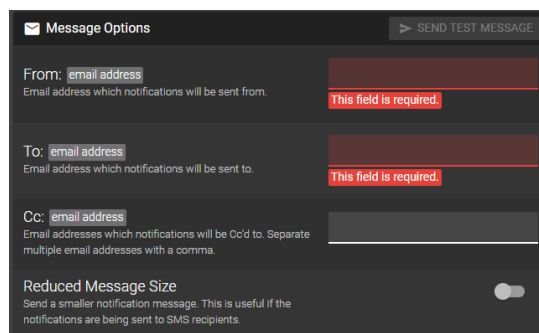 Message Options
SEND TEST MESSAGE
From: email address
Email address which notifications will be sent from.
This field is required.
To: email address
Email address which notifications will be sent to.
This field is required.
Cc: email address
Email addresses which notifications will be Cc'd to. Separate
multiple email addresses with a comma.
Reduced Message Size
Send a smaller notification message. This is useful if the
notifications are being sent to SMS recipients.